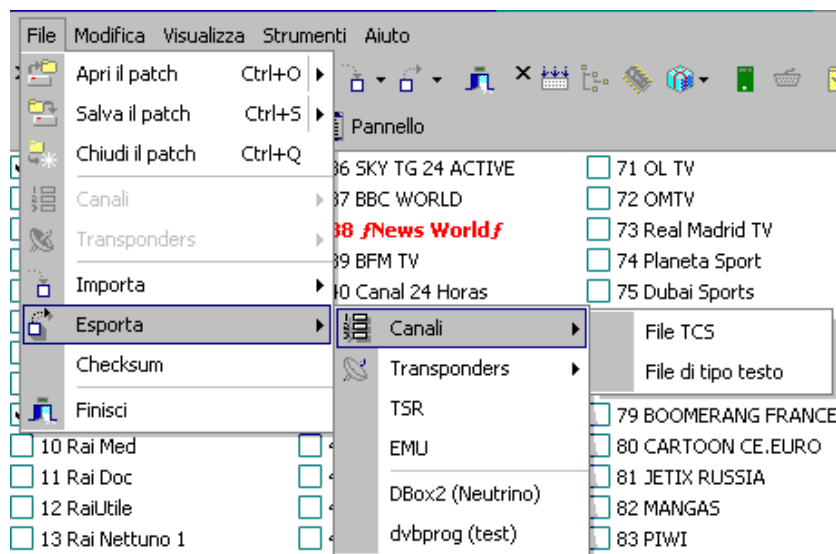 File Modifica Visualizza Strumenti Aiuto
Apri il patch Ctrl+O
Salva il patch Ctrl+S
Chiudi il patch Ctrl+Q
Canali
Transponders
Importa
Esporta
Checksum
Finisci
Pannello
36 SKY TG 24 ACTIVE
37 BBC WORLD
38 ƒNews Worldƒ
39 BFM TV
40 Canal 24 Horas
71 OL TV
72 OMTV
73 Real Madrid TV
74 Planeta Sport
75 Dubai Sports
Canali
Transponders
TSR
EMU
DBox2 (Neutrino)
dvbprog (test)
File TCS
File di tipo testo
10 Rai Med
11 Rai Doc
12 RaiUtile
13 Rai Nettuno 1
79 BOOMERANG FRANCE
80 CARTOON CE.EURO
81 JETIX RUSSIA
82 MANGAS
83 PIWI